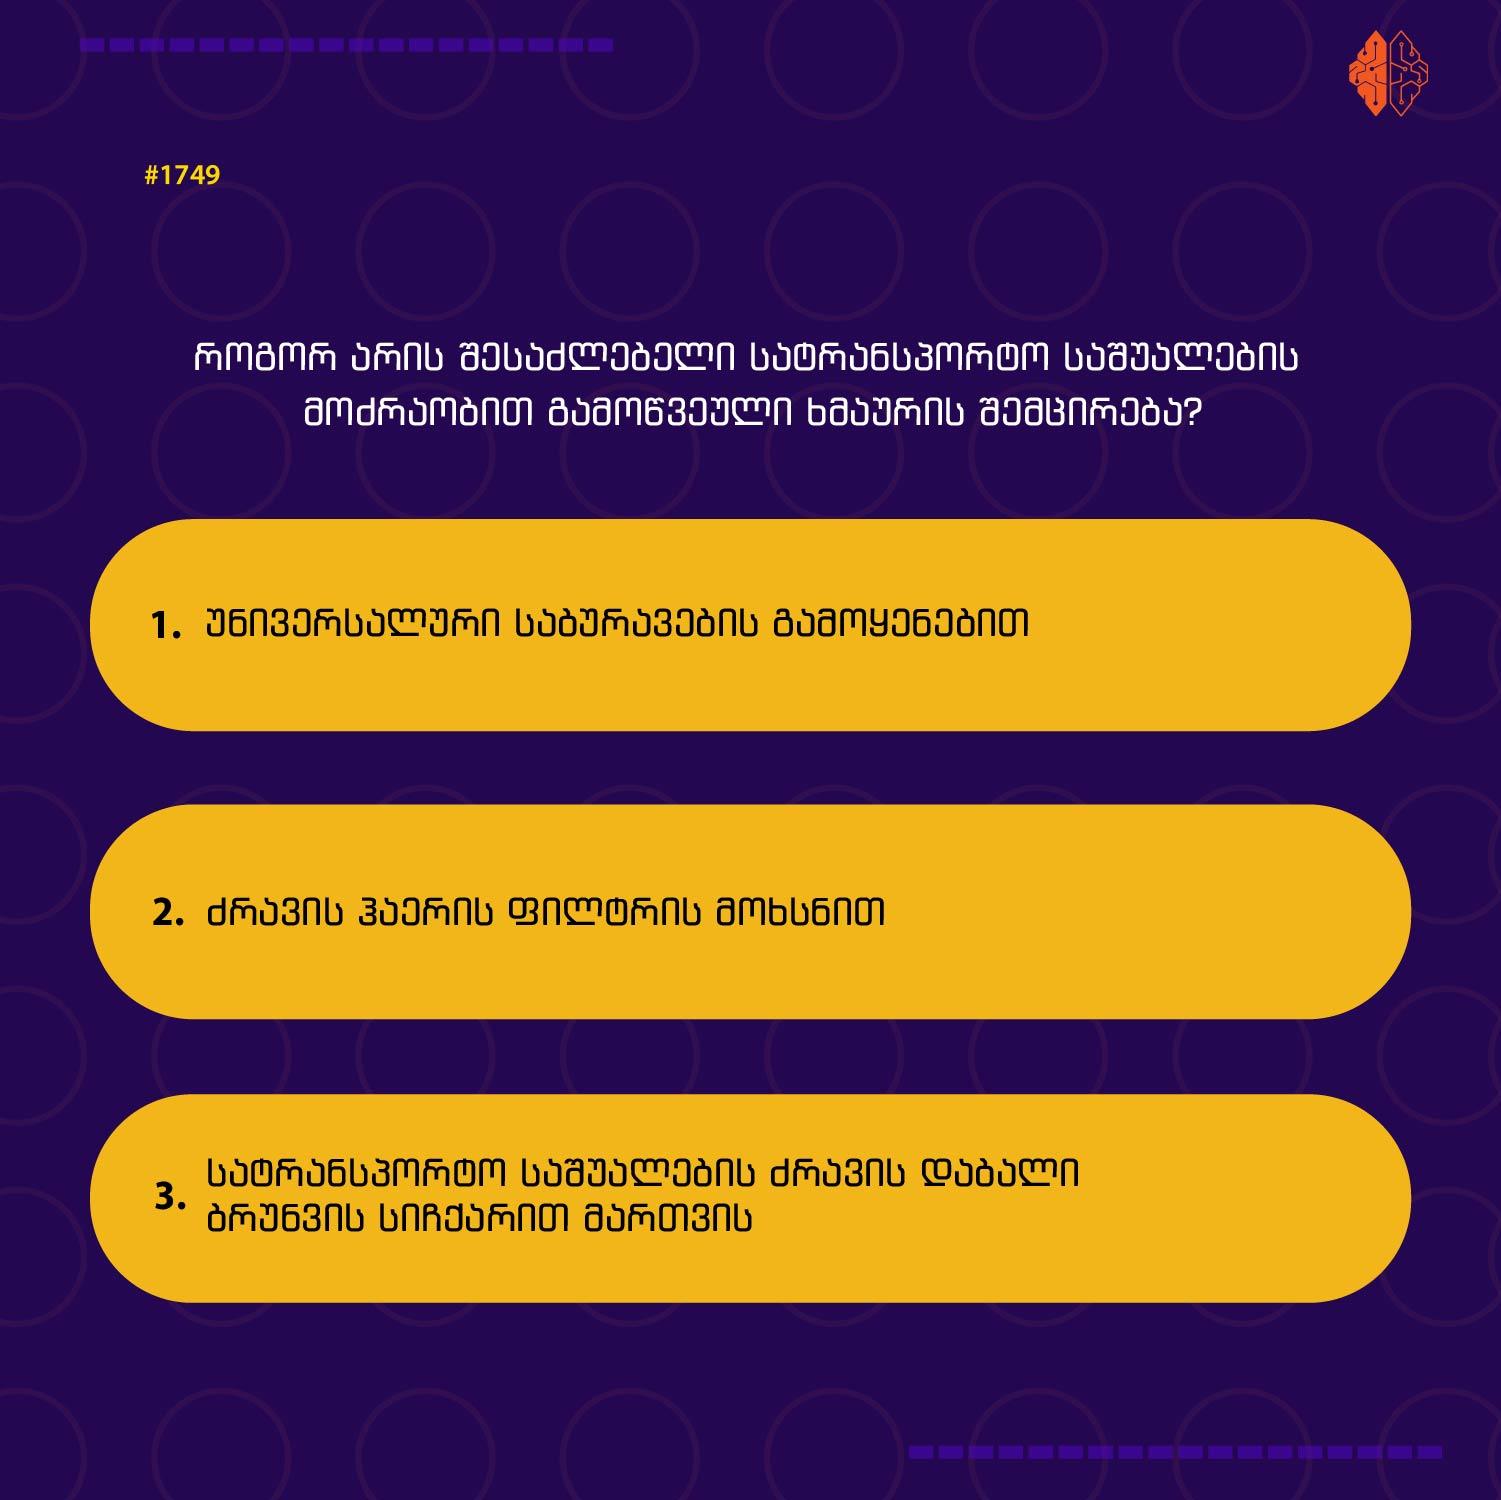 #1749
როგორ არის შესაძლებელი სატრანსპორტო საშუალების
მოძრაობით გამოწვეული ხმაურის შემცირება?
1. უნივერსალური საბურავების გამოყენებით
2. ძრავის ჰაერის ფილტრის მოხსნით
3. სატრანსპორტო საშუალების ძრავის დაბალი
ბრუნვის სიჩქარით მართვის